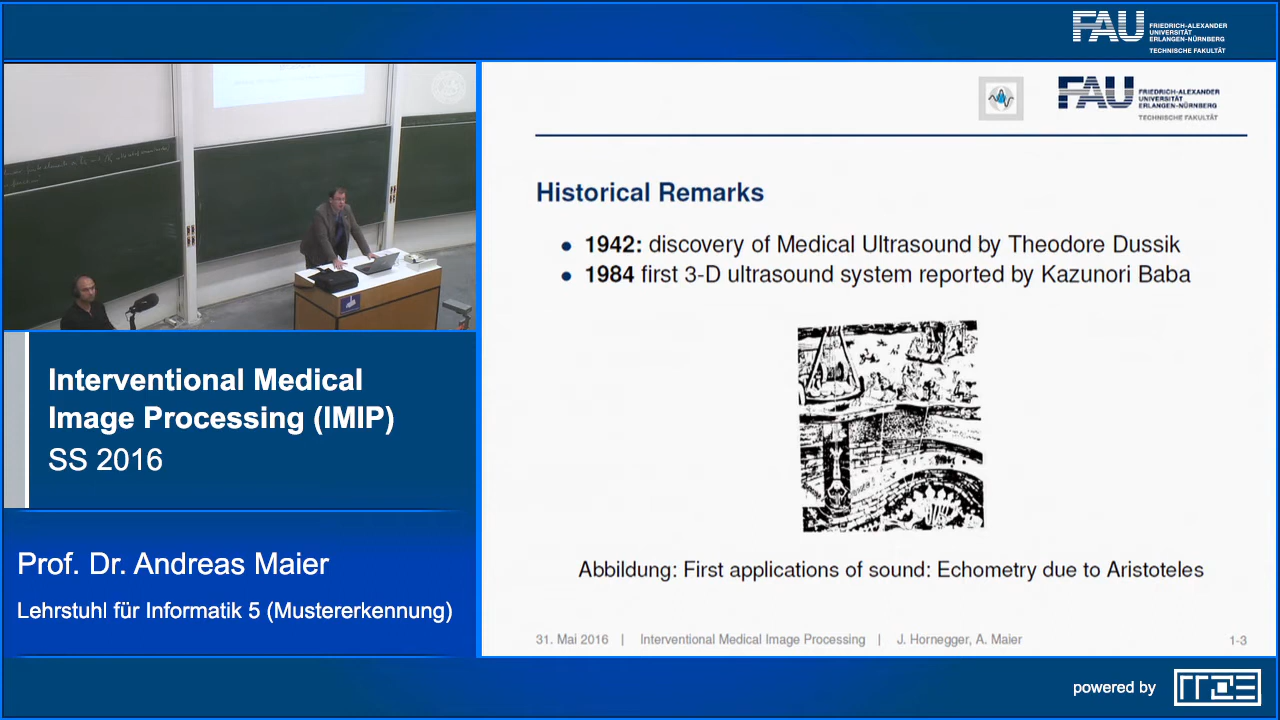 FAU
FRIEDRICH-ALEXANDER
UNIVERSITÄT
ERLANGEN-NÜRNBERG
TECHNISCHE FAKULTÄT
FAU
FRIEDRICH-ALEXANDER
UNIVERSITÄT
ERLANGEN-NÜRNBERG
TECHNISCHE FAKULTÄT
Historical Remarks
1942: discovery of Medical Ultrasound by Theodore Dussik
1984 first 3-D ultrasound system reported by Kazunori Baba
Abbildung: First applications of sound: Echometry due to Aristoteles
31. Mai 2016 | Interventional Medical Image Processing | J. Hornegger, A. Maier
1-3
Interventional Medical
Image Processing (IMIP)
SS 2016
Prof. Dr. Andreas Maier
Lehrstuhl für Informatik 5 (Mustererkennung)
powered by